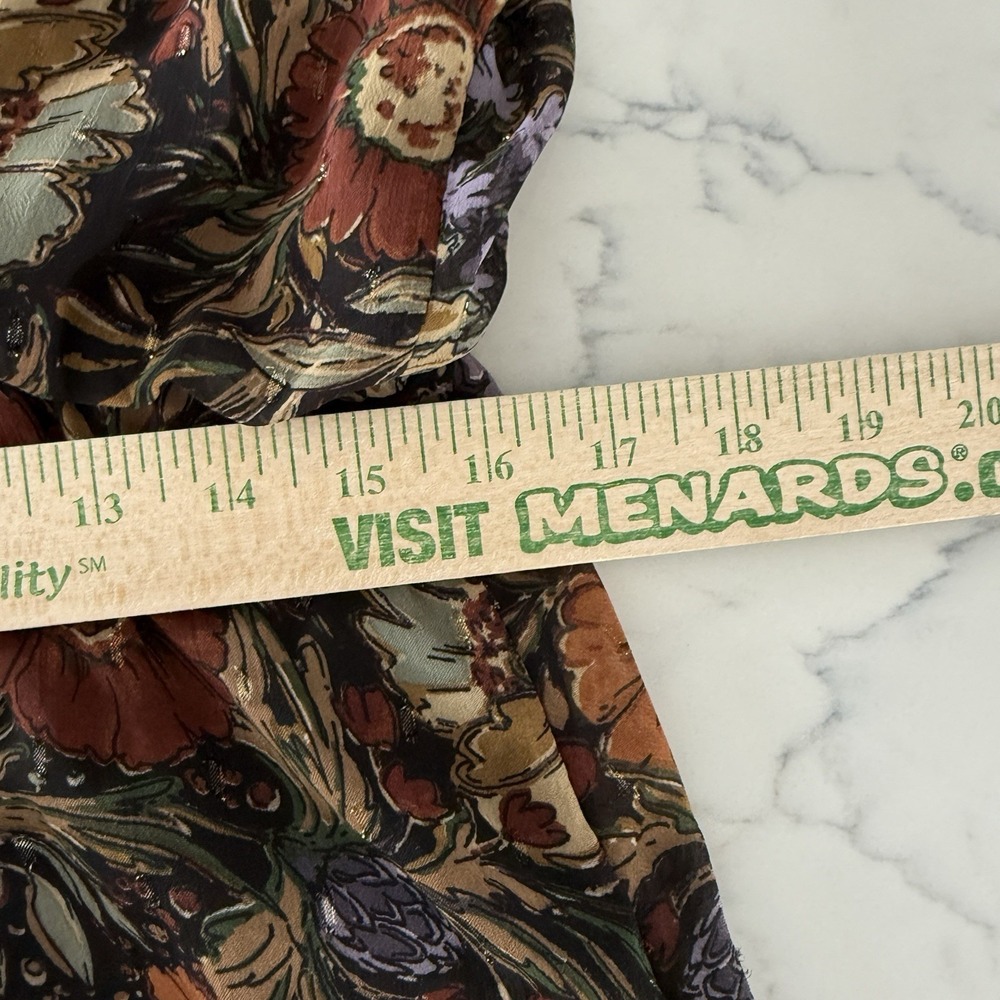 13 14 15 16 17 18 19 20
lity SM VISIT MENARDS®.